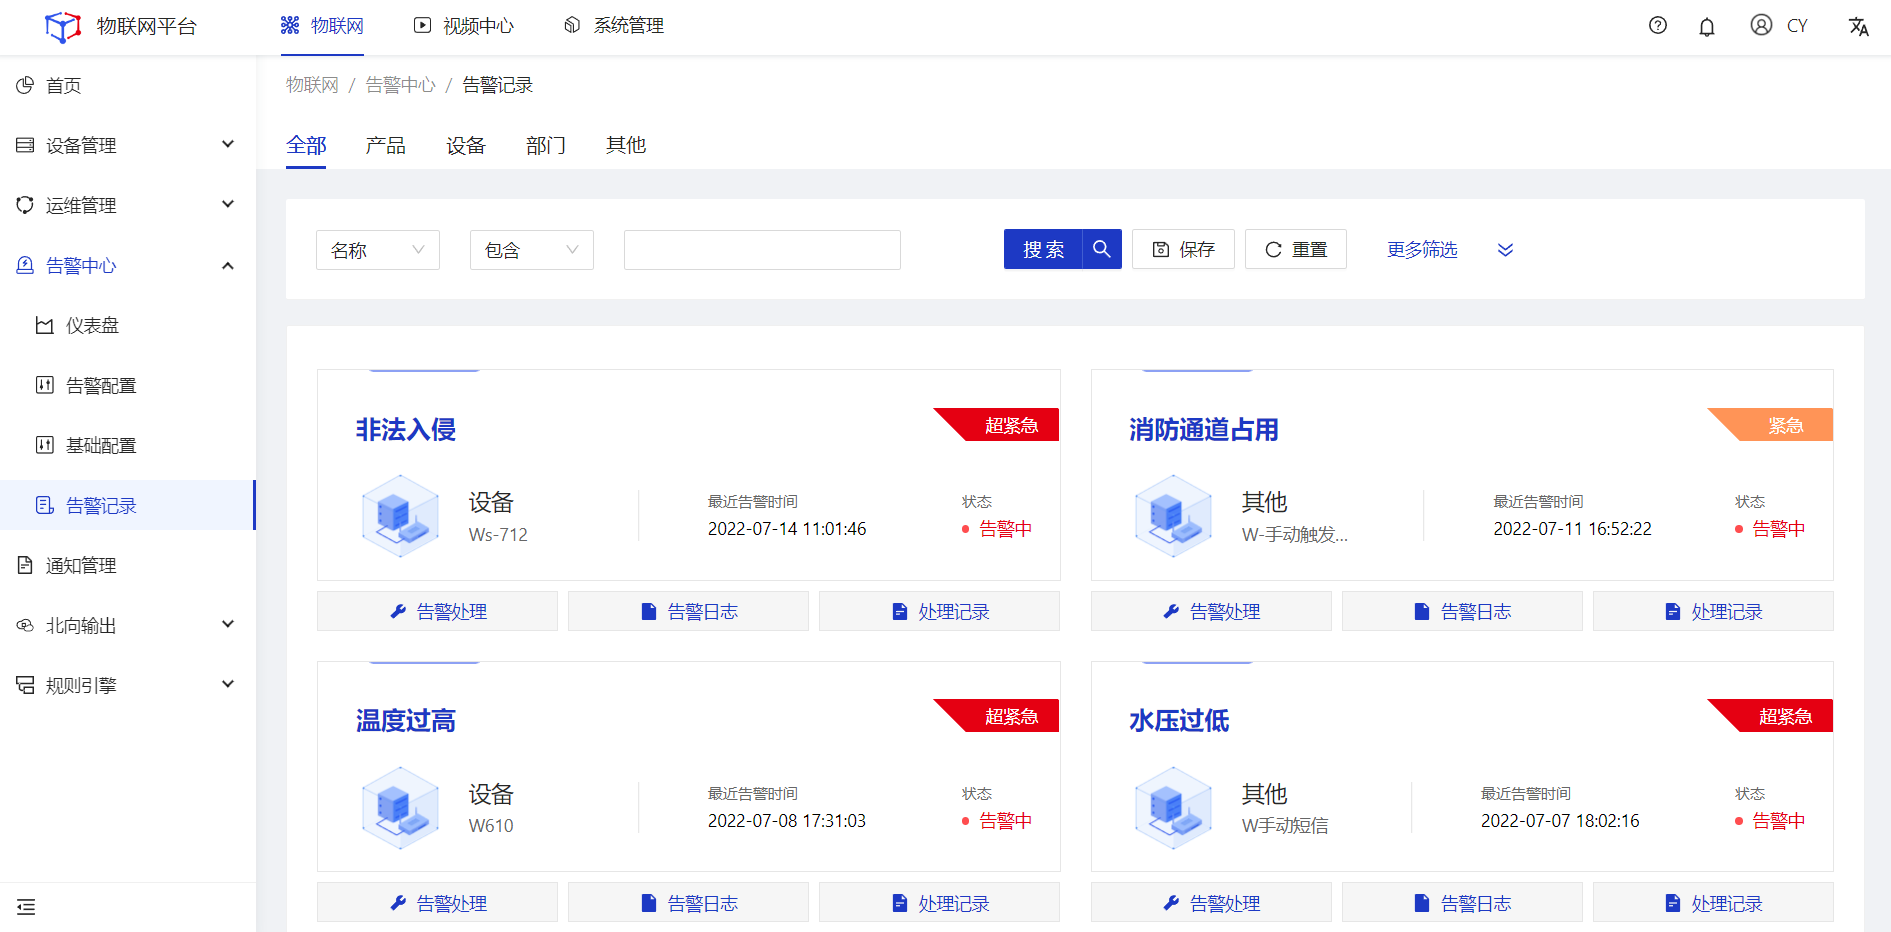 物联网平台
物联网
视频中心
系统管理
CY
首页
设备管理
运维管理
告警中心
仪表盘
告警配置
基础配置
告警记录
通知管理
北向输出
规则引擎
物联网 / 告警中心 / 告警记录
全部 产品 设备 部门 其他
名称 包含 搜索 保存 重置 更多筛选
非法入侵
超紧急
设备
Ws-712
最近告警时间
2022-07-14 11:01:46
状态
告警中
告警处理 告警日志 处理记录
消防通道占用
紧急
其他
W-手动触发...
最近告警时间
2022-07-11 16:52:22
状态
告警中
告警处理 告警日志 处理记录
温度过高
超紧急
设备
W610
最近告警时间
2022-07-08 17:31:03
状态
告警中
告警处理 告警日志 处理记录
水压过低
超紧急
其他
W手动短信
最近告警时间
2022-07-07 18:02:16
状态
告警中
告警处理 告警日志 处理记录